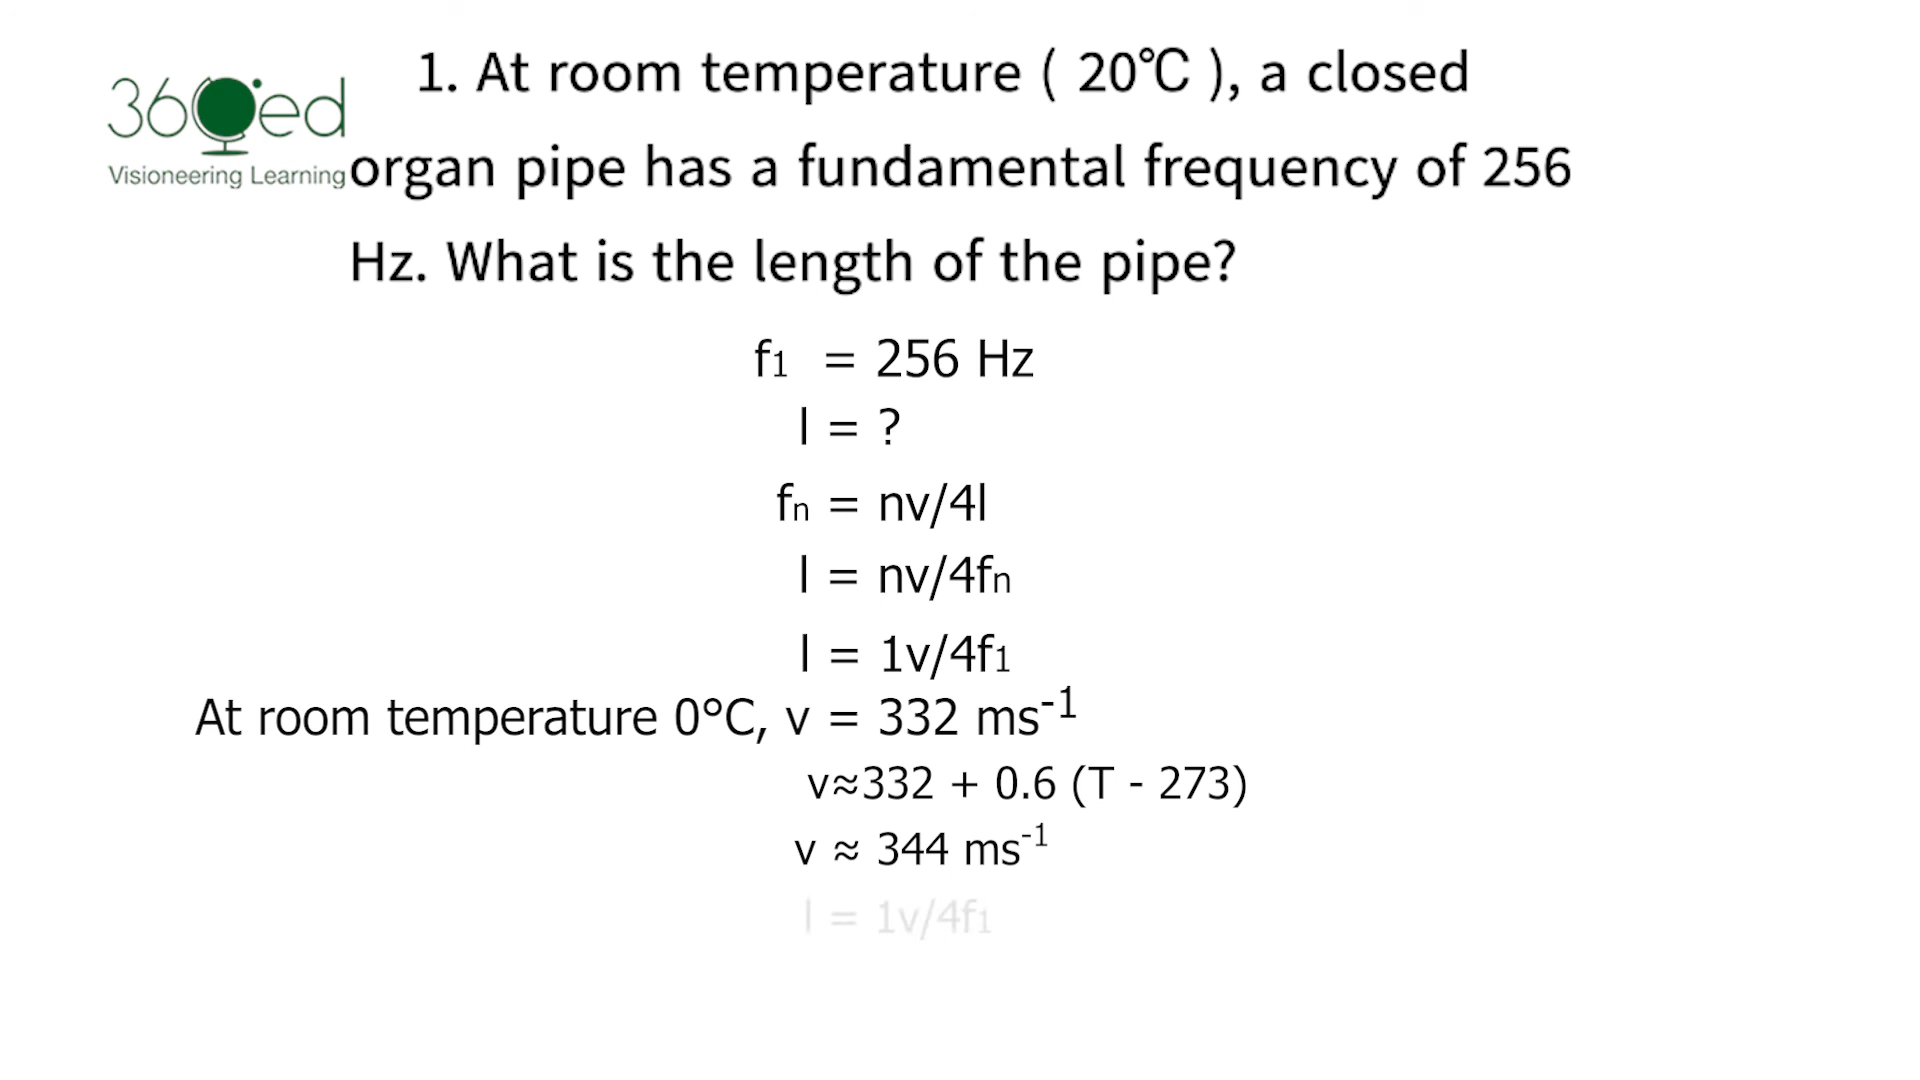 1. At room temperature ( 20℃ ), a closed
360ed
Visioneering Learning
organ pipe has a fundamental frequency of 256
Hz. What is the length of the pipe?
f₁ = 256 Hz
l = ?
fₙ = nv/4l
l = nv/4fₙ
l = 1v/4f₁
At room temperature 0°C, v = 332 ms⁻¹
v≈332 + 0.6 (T - 273)
v ≈ 344 ms⁻¹
l = 1v/4f₁